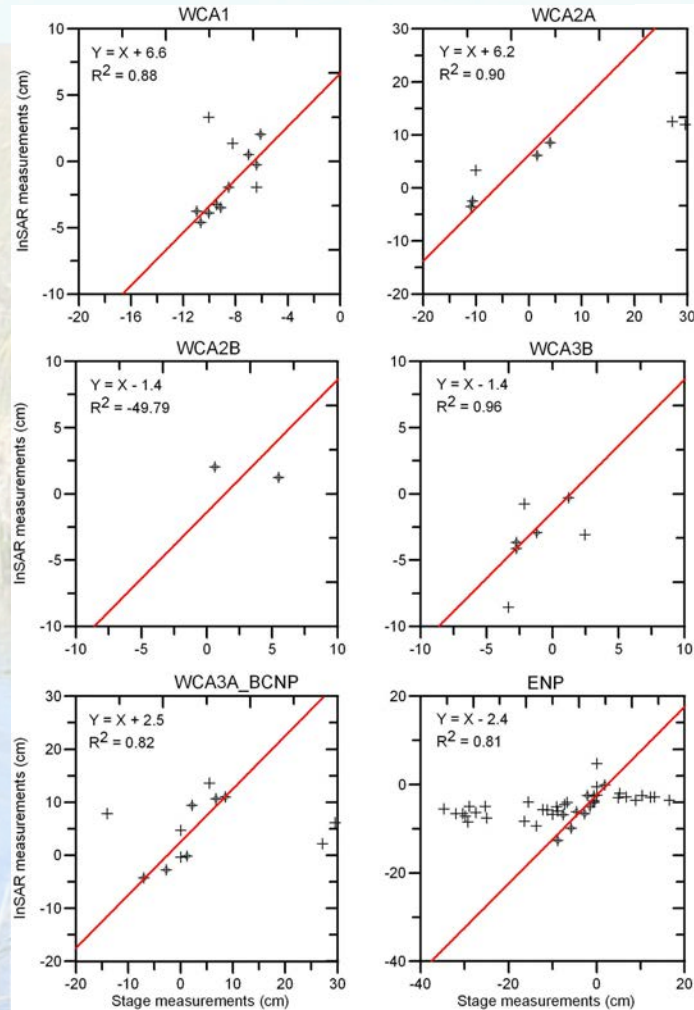 WCA1
Y = X + 6.6
R² = 0.88
InSAR measurements (cm)
10
5
0
-5
-10
-20 -16 -12 -8 -4 0
WCA2A
Y = X + 6.2
R² = 0.90
30
20
10
0
-10
-20
-20 -10 0 10 20 30
WCA2B
Y = X - 1.4
R² = -49.79
InSAR measurements (cm)
10
5
0
-5
-10
-10 -5 0 5 10
WCA3B
Y = X - 1.4
R² = 0.96
10
5
0
-5
-10
-10 -5 0 5 10
WCA3A_BCNP
Y = X + 2.5
R² = 0.82
InSAR measurements (cm)
30
20
10
0
-10
-20
-20 -10 0 10 20 30
Stage measurements (cm)
ENP
Y = X - 2.4
R² = 0.81
20
0
-20
-40
-40 -20 0 20
Stage measurements (cm)